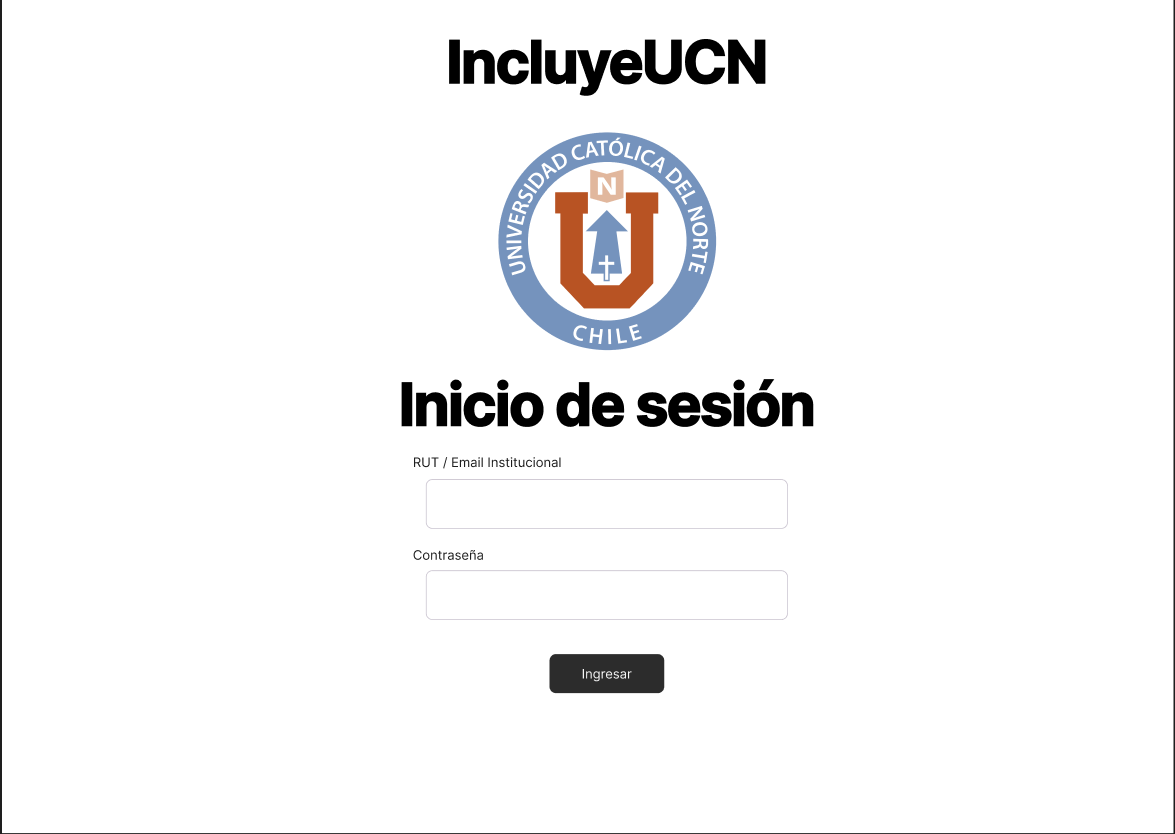 IncluyeUCN
UNIVERSIDAD CATÓLICA DEL NORTE
N
CHILE
Inicio de sesión
RUT / Email Institucional
Contraseña
Ingresar